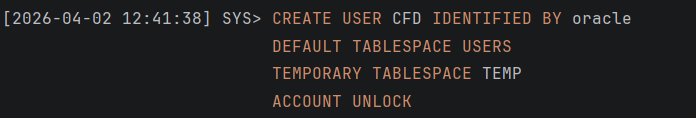 [2026-04-02 12:41:38] SYS> CREATE USER CFD IDENTIFIED BY oracle
DEFAULT TABLESPACE USERS
TEMPORARY TABLESPACE TEMP
ACCOUNT UNLOCK